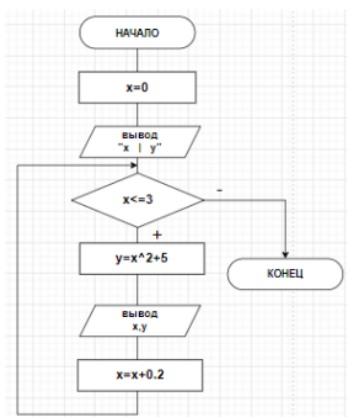 НАЧАЛО
x=0
вывод
"x | y"
x<=3
-
+
y=x^2+5
КОНЕЦ
вывод
x,y
x=x+0.2